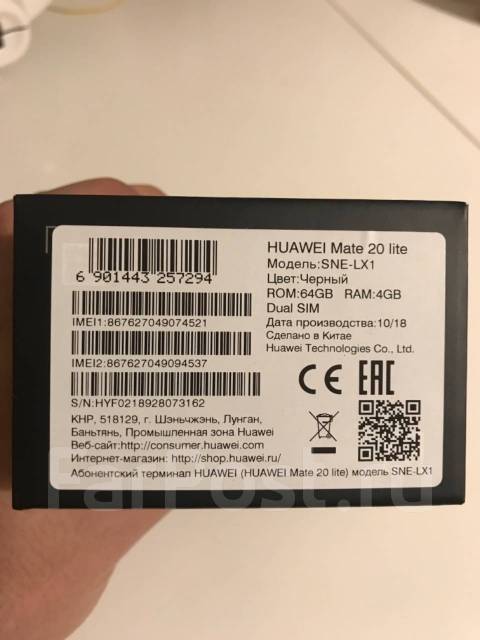 HUAWEI Mate 20 lite
Модель:SNE-LX1
Цвет:Черный
ROM:64GB RAM:4GB
Dual SIM
Дата производства:10/18
Сделано в Китае
Huawei Technologies Co., Ltd.
6 901443 257294
IMEI1:867627049074521
IMEI2:867627049094537
S/N:HYF0218928073162
CE EAC
КНР, 518129, г. Шэньчжэнь, Лунган,
Баньтянь, Промышленная зона Huawei
Веб-сайт:http://consumer.huawei.com
Интернет-магазин: http://shop.huawei.ru/
Абонентский терминал HUAWEI (HUAWEI Mate 20 lite) модель SNE-LX1
FarPost.ru